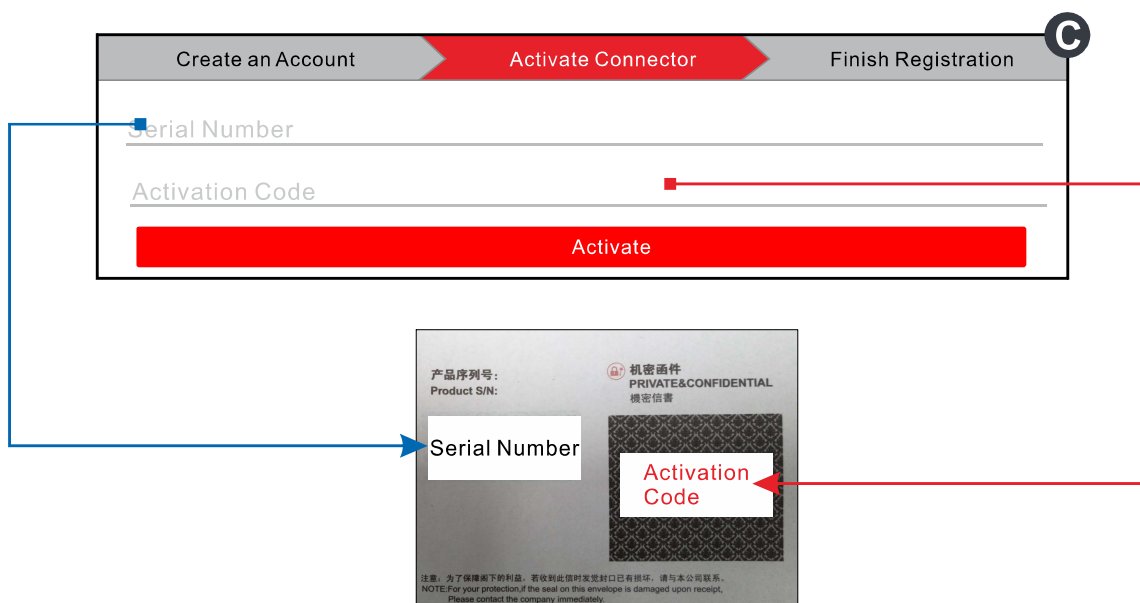 C
Create an Account
Activate Connector
Finish Registration
Serial Number
Activation Code
Activate
产品序列号:
Product S/N:
机密函件
PRIVATE&CONFIDENTIAL
機密信書
Serial Number
Activation
Code
注意：为了保障阁下的利益，若收到此信时发觉封口已有损坏，请与本公司联系。
NOTE:For your protection,if the seal on this envelope is damaged upon receipt,
Please contact the company immediately.